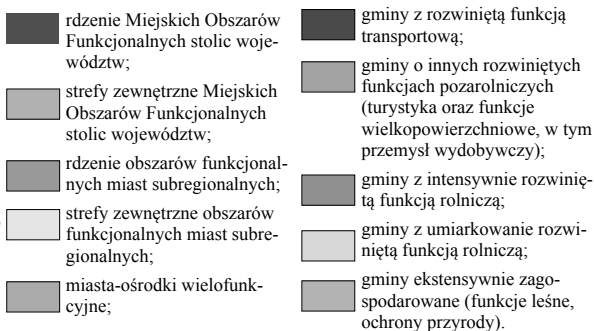 rdzenie Miejskich Obszarów
Funkcjonalnych stolic woje-
wództw;
strefy zewnętrzne Miejskich
Obszarów Funkcjonalnych
stolic województw;
rdzenie obszarów funkcjonal-
nych miast subregionalnych;
strefy zewnętrzne obszarów
funkcjonalnych miast subre-
gionalnych;
miasta-ośrodki wielofunk-
cyjne;
gminy z rozwiniętą funkcją
transportową;
gminy o innych rozwiniętych
funkcjach pozarolniczych
(turystyka oraz funkcje
wielkopowierzchniowe, w tym
przemysł wydobywczy);
gminy z intensywnie rozwinię-
tą funkcją rolniczą;
gminy z umiarkowanie rozwi-
niętą funkcją rolniczą;
gminy ekstensywnie zago-
spodarowane (funkcje leśne,
ochrony przyrody).